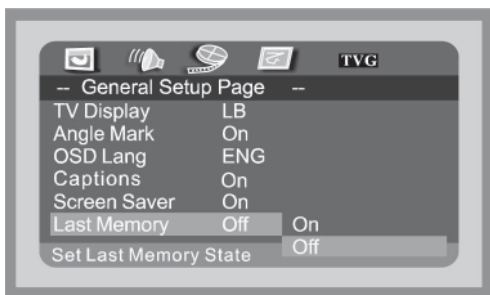 TVG
-- General Setup Page --
TV Display LB
Angle Mark On
OSD Lang ENG
Captions On
Screen Saver On
Last Memory Off On
Off
Set Last Memory State